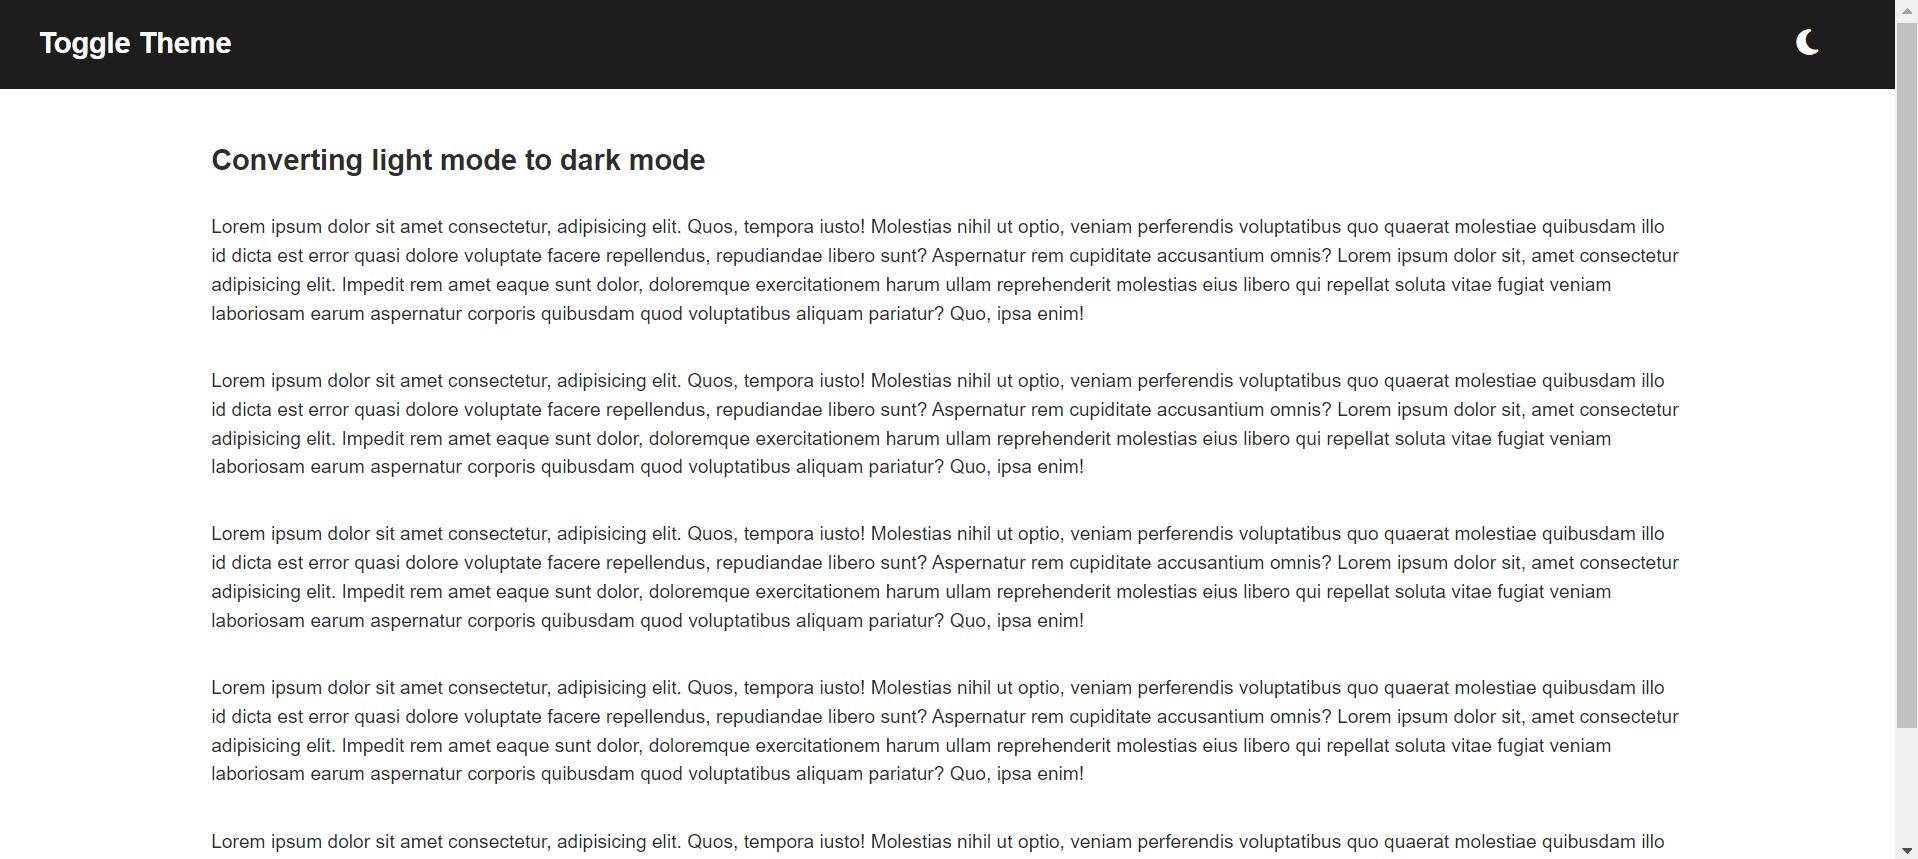 Toggle Theme
Converting light mode to dark mode
Lorem ipsum dolor sit amet consectetur, adipisicing elit. Quos, tempora iusto! Molestias nihil ut optio, veniam perferendis voluptatibus quo quaerat molestiae quibusdam illo
id dicta est error quasi dolore voluptate facere repellendus, repudiandae libero sunt? Aspernatur rem cupiditate accusantium omnis? Lorem ipsum dolor sit, amet consectetur
adipisicing elit. Impedit rem amet eaque sunt dolor, doloremque exercitationem harum ullam reprehenderit molestias eius libero qui repellat soluta vitae fugiat veniam
laboriosam earum aspernatur corporis quibusdam quod voluptatibus aliquam pariatur? Quo, ipsa enim!
Lorem ipsum dolor sit amet consectetur, adipisicing elit. Quos, tempora iusto! Molestias nihil ut optio, veniam perferendis voluptatibus quo quaerat molestiae quibusdam illo
id dicta est error quasi dolore voluptate facere repellendus, repudiandae libero sunt? Aspernatur rem cupiditate accusantium omnis? Lorem ipsum dolor sit, amet consectetur
adipisicing elit. Impedit rem amet eaque sunt dolor, doloremque exercitationem harum ullam reprehenderit molestias eius libero qui repellat soluta vitae fugiat veniam
laboriosam earum aspernatur corporis quibusdam quod voluptatibus aliquam pariatur? Quo, ipsa enim!
Lorem ipsum dolor sit amet consectetur, adipisicing elit. Quos, tempora iusto! Molestias nihil ut optio, veniam perferendis voluptatibus quo quaerat molestiae quibusdam illo
id dicta est error quasi dolore voluptate facere repellendus, repudiandae libero sunt? Aspernatur rem cupiditate accusantium omnis? Lorem ipsum dolor sit, amet consectetur
adipisicing elit. Impedit rem amet eaque sunt dolor, doloremque exercitationem harum ullam reprehenderit molestias eius libero qui repellat soluta vitae fugiat veniam
laboriosam earum aspernatur corporis quibusdam quod voluptatibus aliquam pariatur? Quo, ipsa enim!
Lorem ipsum dolor sit amet consectetur, adipisicing elit. Quos, tempora iusto! Molestias nihil ut optio, veniam perferendis voluptatibus quo quaerat molestiae quibusdam illo
id dicta est error quasi dolore voluptate facere repellendus, repudiandae libero sunt? Aspernatur rem cupiditate accusantium omnis? Lorem ipsum dolor sit, amet consectetur
adipisicing elit. Impedit rem amet eaque sunt dolor, doloremque exercitationem harum ullam reprehenderit molestias eius libero qui repellat soluta vitae fugiat veniam
laboriosam earum aspernatur corporis quibusdam quod voluptatibus aliquam pariatur? Quo, ipsa enim!
Lorem ipsum dolor sit amet consectetur, adipisicing elit. Quos, tempora iusto! Molestias nihil ut optio, veniam perferendis voluptatibus quo quaerat molestiae quibusdam illo